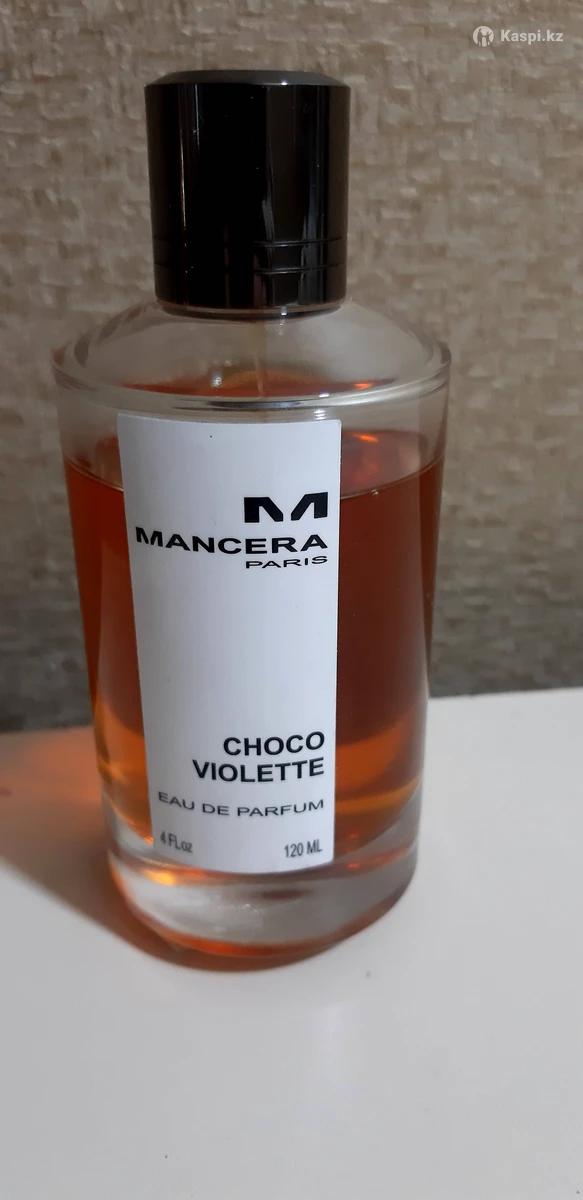 Kaspi.kz
M
MANCERA
PARIS
CHOCO
VIOLETTE
EAU DE PARFUM
4 FLoz 120 ML